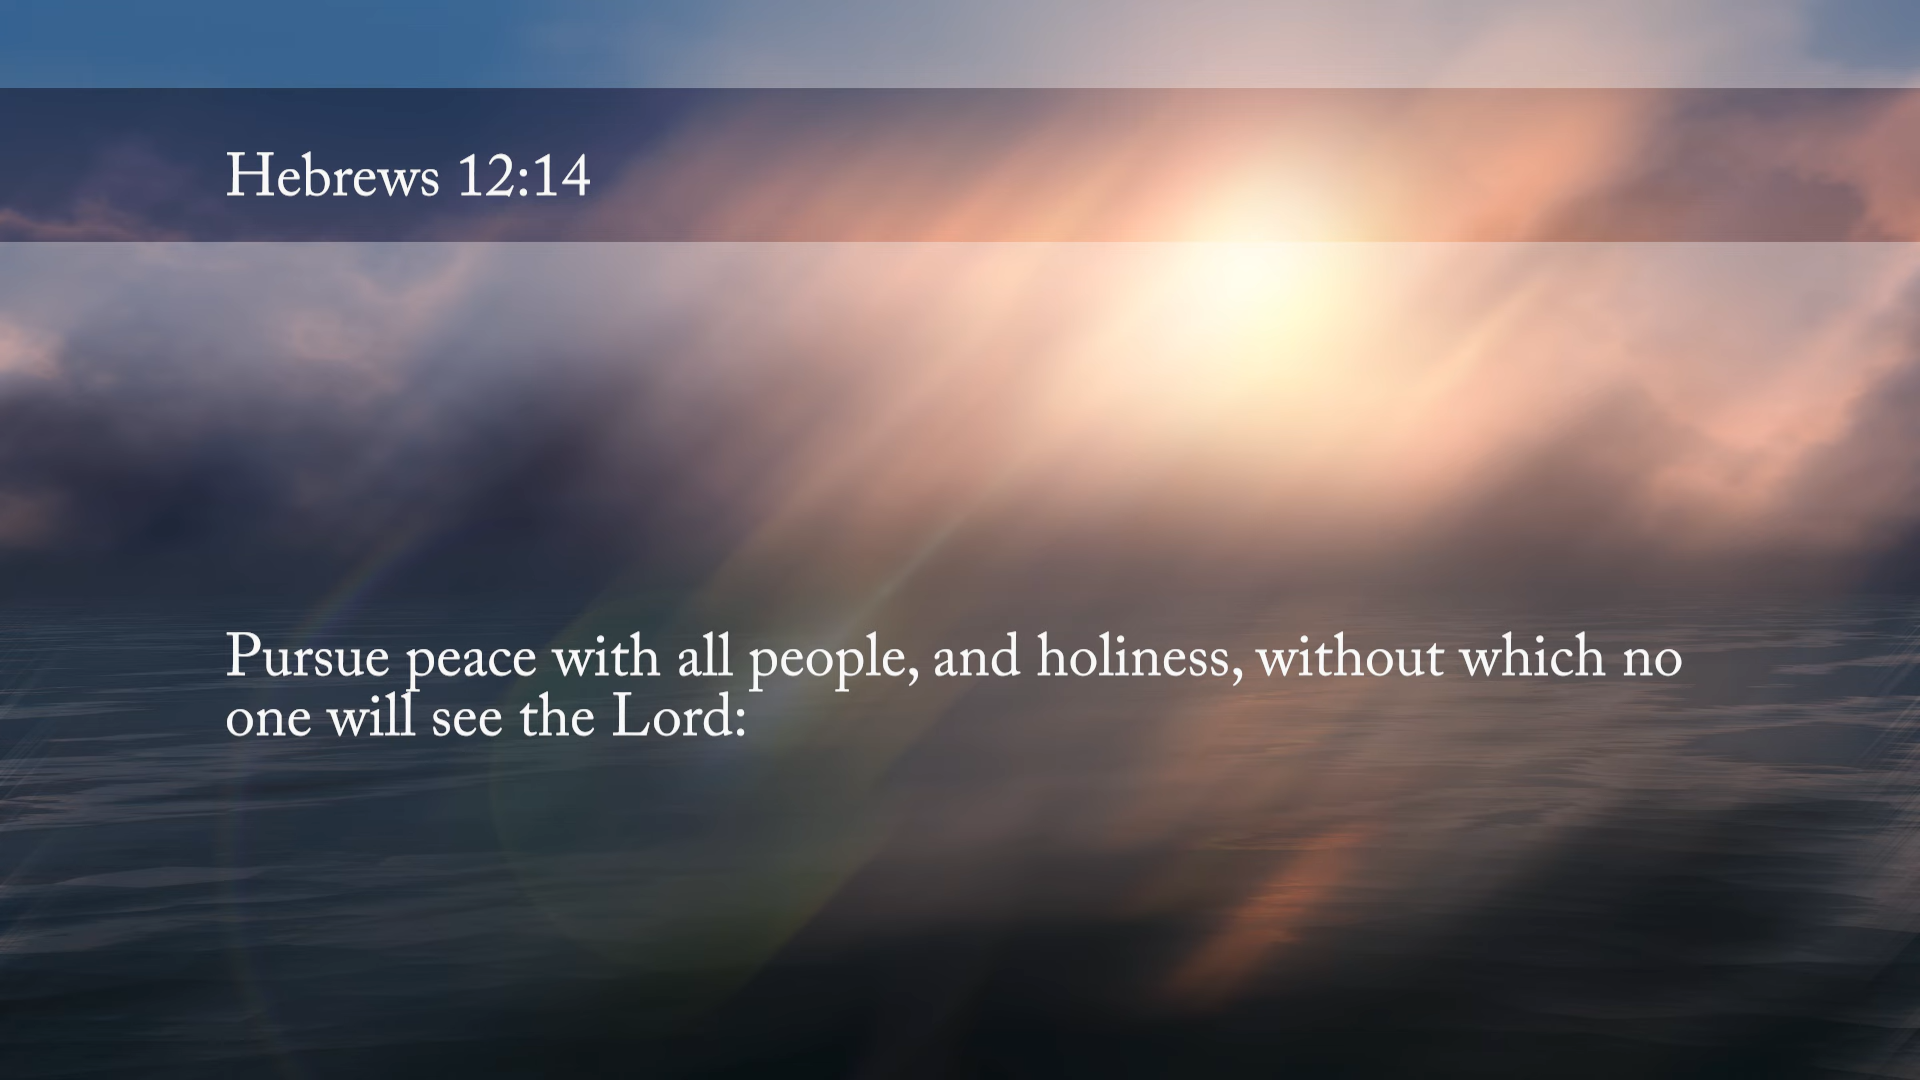 Hebrews 12:14
Pursue peace with all people, and holiness, without which no
one will see the Lord: